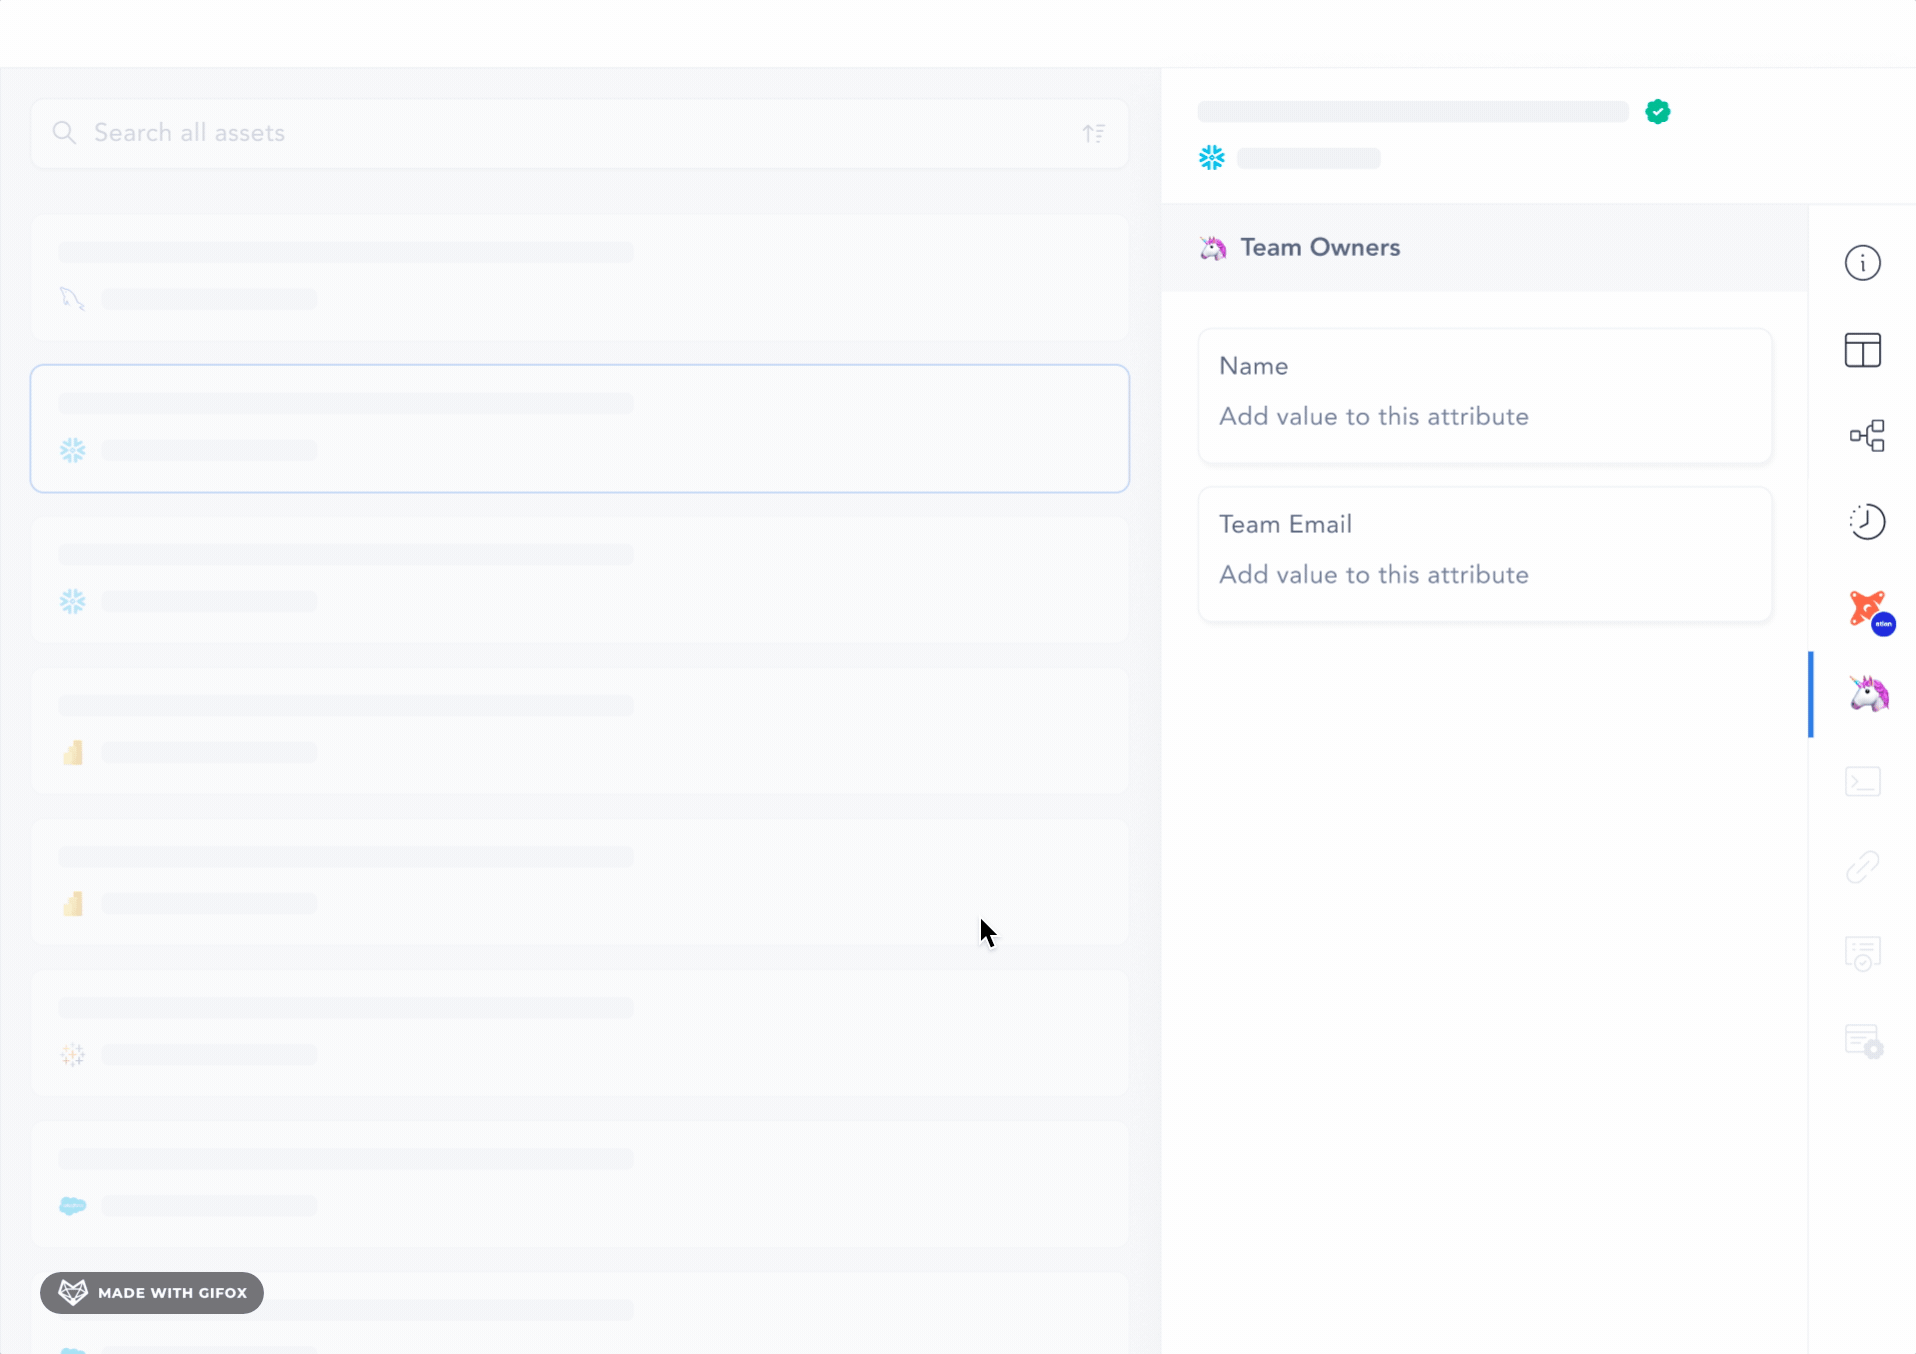 Search all assets
Team Owners
Name
Add value to this attribute
Team Email
Add value to this attribute
atlan
MADE WITH GIFOX